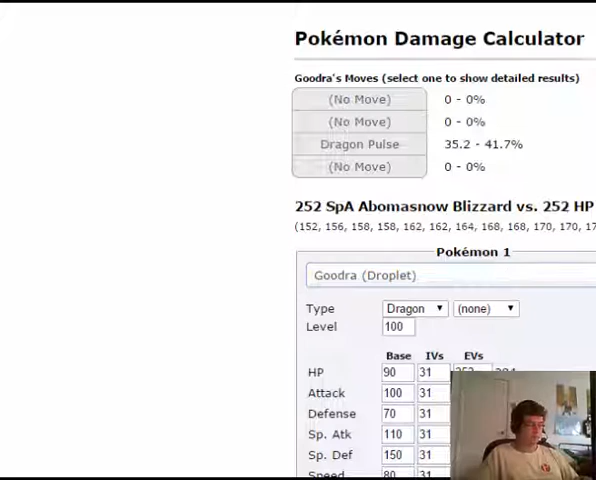 Pokémon Damage Calculator
Goodra's Moves (select one to show detailed results)
(No Move) 0 - 0%
(No Move) 0 - 0%
Dragon Pulse 35.2 - 41.7%
(No Move) 0 - 0%
252 SpA Abomasnow Blizzard vs. 252 HP
(152, 156, 158, 158, 162, 162, 164, 168, 168, 170, 170, 17
Pokémon 1
Goodra (Droplet)
Type Dragon (none)
Level 100
Base IVs EVs
HP 90 31
Attack 100 31
Defense 70 31
Sp. Atk 110 31
Sp. Def 150 31
Speed 80 31